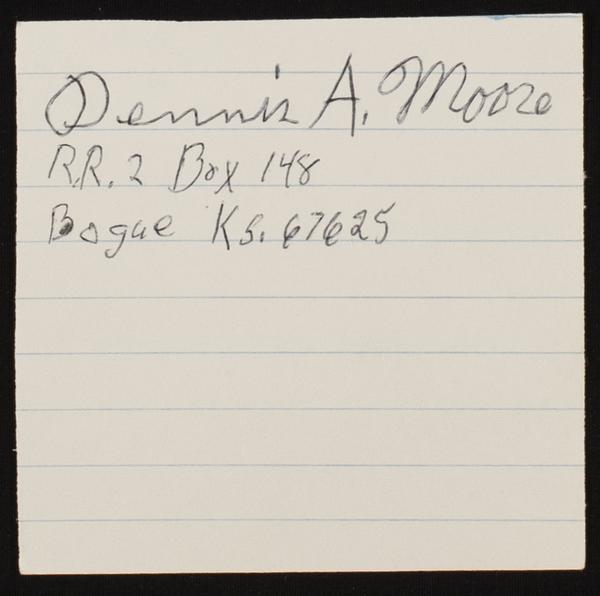 Dennis A. Moore
R.R. 2 Box 148
Bogue Ks. 67625